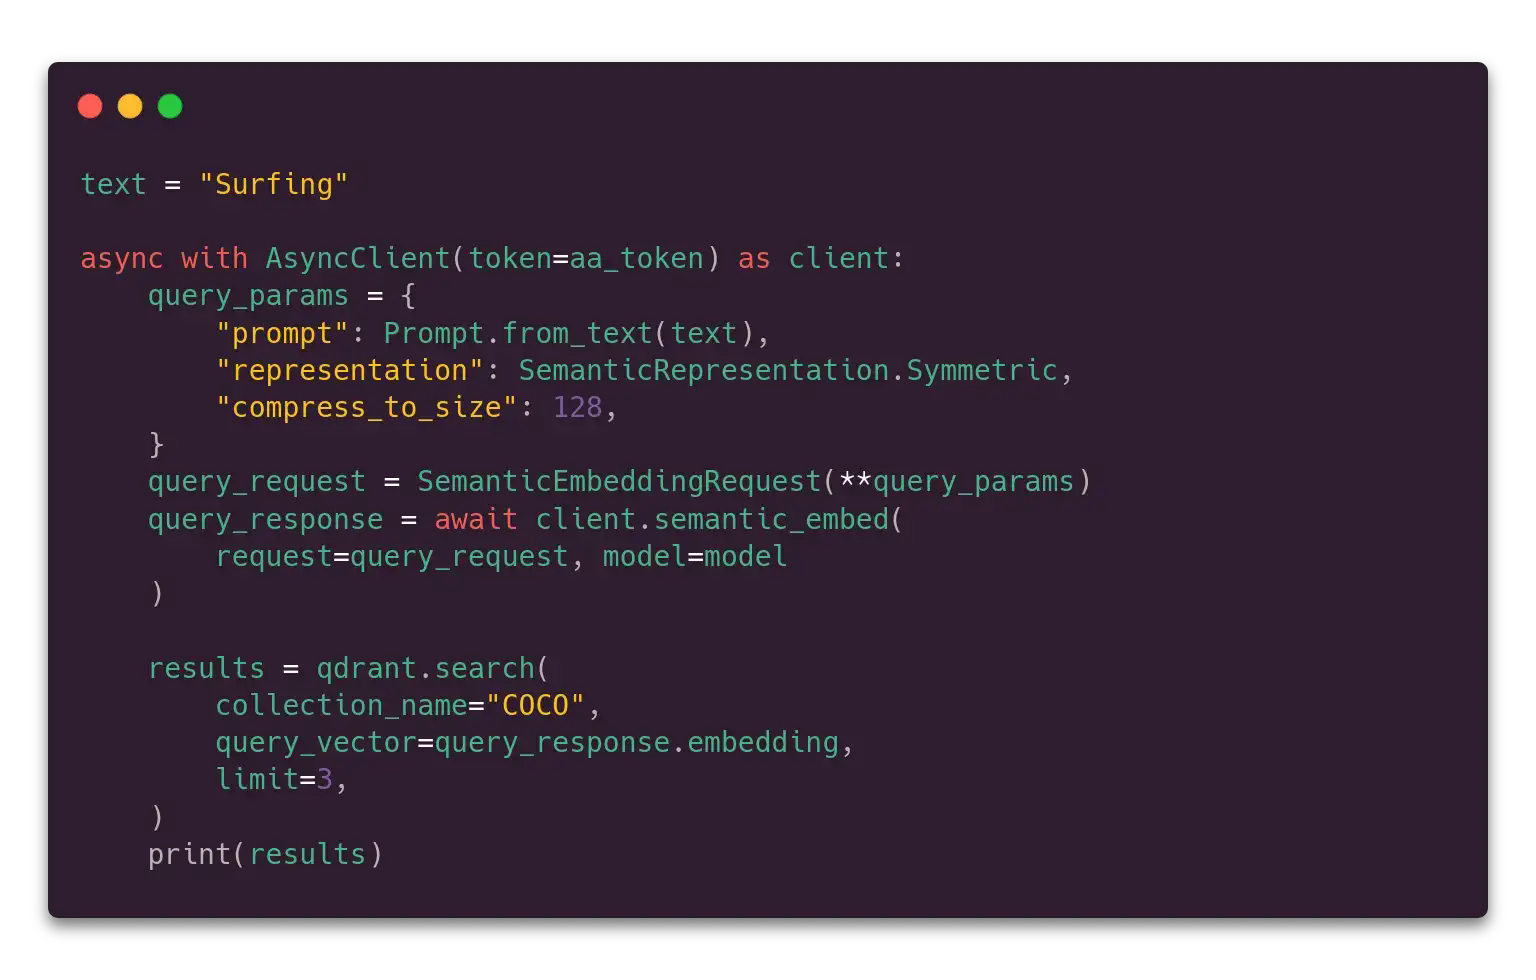 text = "Surfing"

async with AsyncClient(token=aa_token) as client:
    query_params = {
        "prompt": Prompt.from_text(text),
        "representation": SemanticRepresentation.Symmetric,
        "compress_to_size": 128,
    }
    query_request = SemanticEmbeddingRequest(**query_params)
    query_response = await client.semantic_embed(
        request=query_request, model=model
    )

    results = qdrant.search(
        collection_name="COCO",
        query_vector=query_response.embedding,
        limit=3,
    )
    print(results)